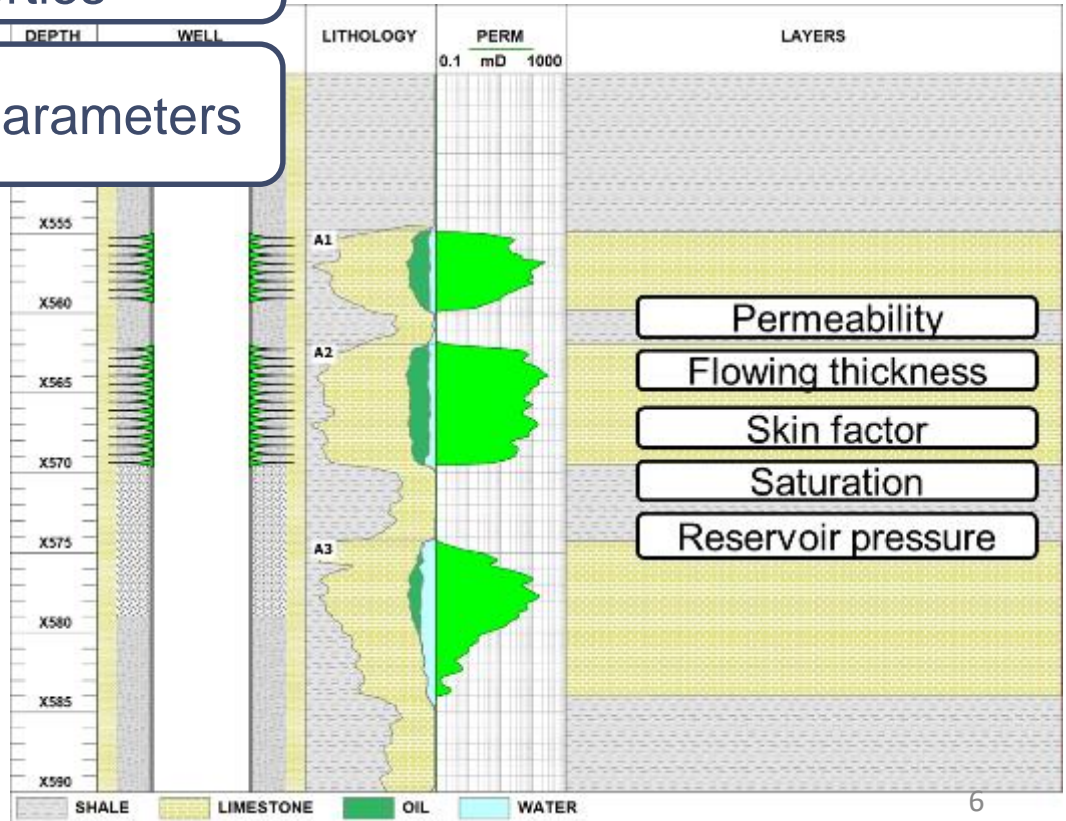 DEPTH WELL LITHOLOGY PERM LAYERS
0.1 mD 1000
arameters
X555
A1
X560
Permeability
A2
Flowing thickness
X565
Skin factor
X570
Saturation
X575
Reservoir pressure
A3
X580
X585
X590
SHALE LIMESTONE OIL WATER
6